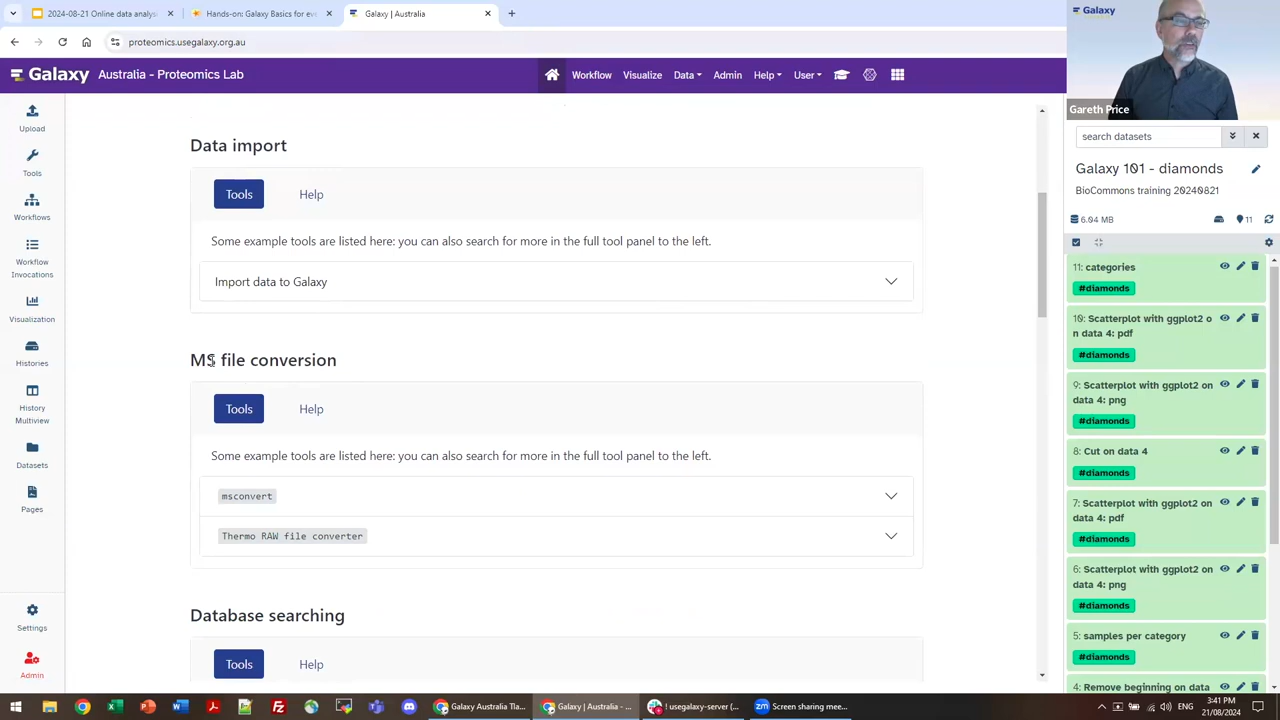 2024-08-21 Online data analysis
Hands-on: Galaxy Basics for ev
Galaxy | Australia
proteomics.usegalaxy.org.au
Galaxy
Australia - Proteomics Lab
Workflow
Visualize
Data
Admin
Help
User
Galaxy
Gareth Price
Upload
Tools
Workflows
Workflow
Invocations
Visualization
Histories
History
Multiview
Datasets
Pages
Settings
Admin
Data import
Tools
Help
Some example tools are listed here: you can also search for more in the full tool panel to the left.
Import data to Galaxy
MS file conversion
Tools
Help
Some example tools are listed here: you can also search for more in the full tool panel to the left.
msconvert
Thermo RAW file converter
Database searching
Tools
Help
search datasets
Galaxy 101 - diamonds
BioCommons training 20240821
6.04 MB
11
11: categories
#diamonds
10: Scatterplot with ggplot2 o
n data 4: pdf
#diamonds
9: Scatterplot with ggplot2 on
data 4: png
#diamonds
8: Cut on data 4
#diamonds
7: Scatterplot with ggplot2 on
data 4: pdf
#diamonds
6: Scatterplot with ggplot2 on
data 4: png
#diamonds
5: samples per category
#diamonds
4: Remove beginning on data
Galaxy Australia Tla...
Galaxy | Australia - ...
! usegalaxy-server (...
Screen sharing mee...
ENG
3:41 PM
21/08/2024